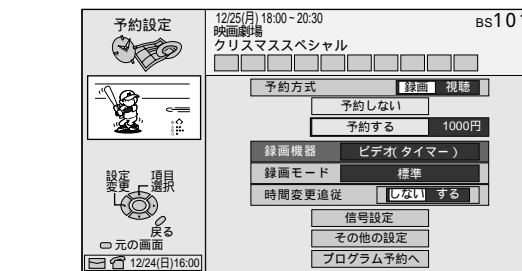 予約設定
12/25(月) 18:00~20:30
BS101
映画劇場
クリスマススペシャル
予約方式 録画 視聴
予約しない
予約する 1000円
録画機器 ビデオ(タイマー)
録画モード 標準
時間変更追従 しない する
信号設定
その他の設定
プログラム予約へ
設定変更 項目選択
戻る
元の画面
12/24(日)16:00